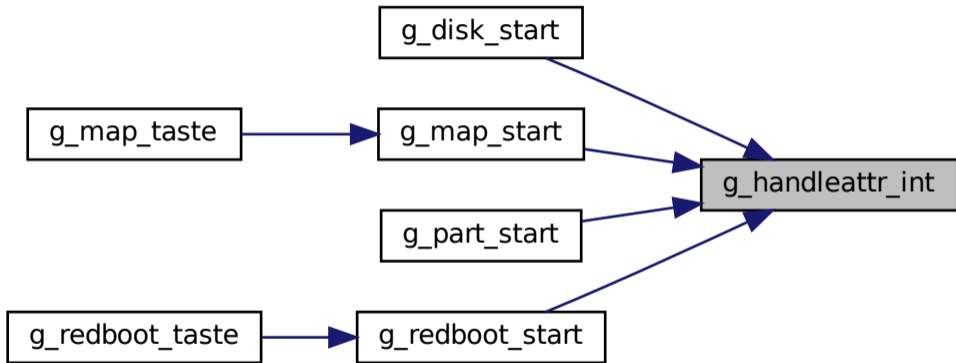 g_disk_start
g_map_taste
g_map_start
g_handleattr_int
g_part_start
g_redboot_taste
g_redboot_start